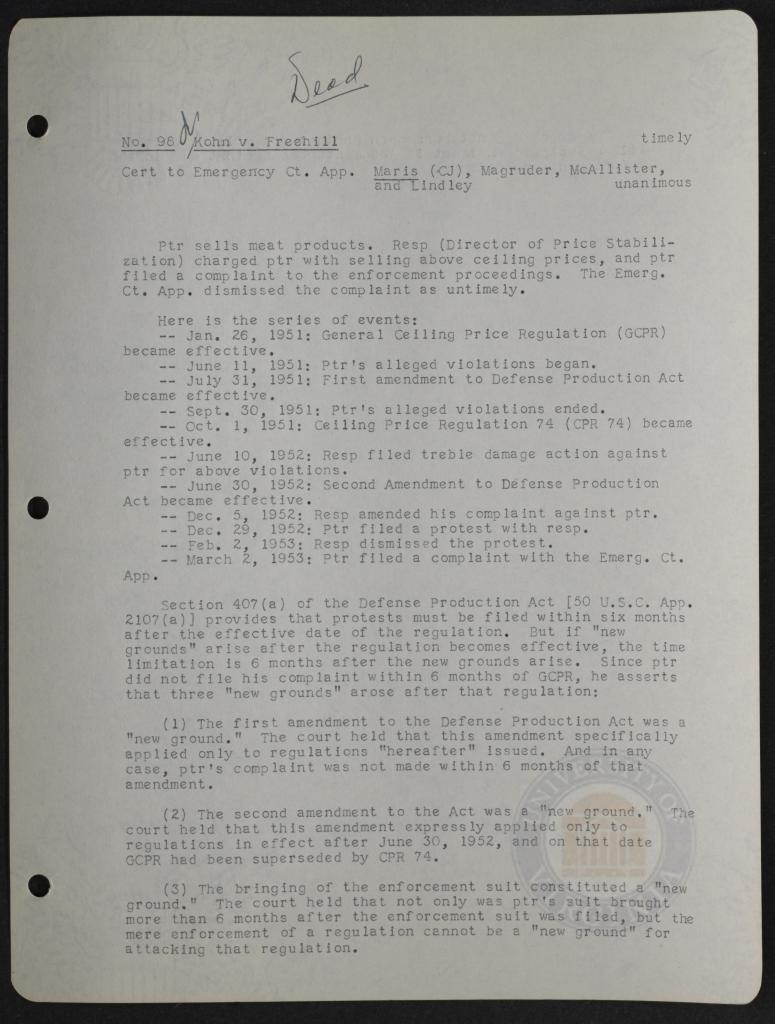 Dead
No. 98 Kohn v. Freehill timely
Cert to Emergency Ct. App. Maris (CJ), Magruder, McAllister,
and Lindley unanimous
Ptr sells meat products. Resp (Director of Price Stabili-
zation) charged ptr with selling above ceiling prices, and ptr
filed a complaint to the enforcement proceedings. The Emerg.
Ct. App. dismissed the complaint as untimely.
Here is the series of events:
-- Jan. 26, 1951: General Ceiling Price Regulation (GCPR)
became effective.
-- June 11, 1951: Ptr's alleged violations began.
-- July 31, 1951: First amendment to Defense Production Act
became effective.
-- Sept. 30, 1951: Ptr's alleged violations ended.
-- Oct. 1, 1951: Ceiling Price Regulation 74 (CPR 74) became
effective.
-- June 10, 1952: Resp filed treble damage action against
ptr for above violations.
-- June 30, 1952: Second Amendment to Defense Production
Act became effective.
-- Dec. 5, 1952: Resp amended his complaint against ptr.
-- Dec. 29, 1952: Ptr filed a protest with resp.
-- Feb. 2, 1953: Resp dismissed the protest.
-- March 2, 1953: Ptr filed a complaint with the Emerg. Ct.
App.
Section 407(a) of the Defense Production Act [50 U.S.C. App.
2107(a)] provides that protests must be filed within six months
after the effective date of the regulation. But if "new
grounds" arise after the regulation becomes effective, the time
limitation is 6 months after the new grounds arise. Since ptr
did not file his complaint within 6 months of GCPR, he asserts
that three "new grounds" arose after that regulation:
(1) The first amendment to the Defense Production Act was a
"new ground." The court held that this amendment specifically
applied only to regulations "hereafter" issued. And in any
case, ptr's complaint was not made within 6 months of that
amendment.
(2) The second amendment to the Act was a "new ground." The
court held that this amendment expressly applied only to
regulations in effect after June 30, 1952, and on that date
GCPR had been superseded by CPR 74.
(3) The bringing of the enforcement suit constituted a "new
ground." The court held that not only was ptr's suit brought
more than 6 months after the enforcement suit was filed, but the
mere enforcement of a regulation cannot be a "new ground" for
attacking that regulation.